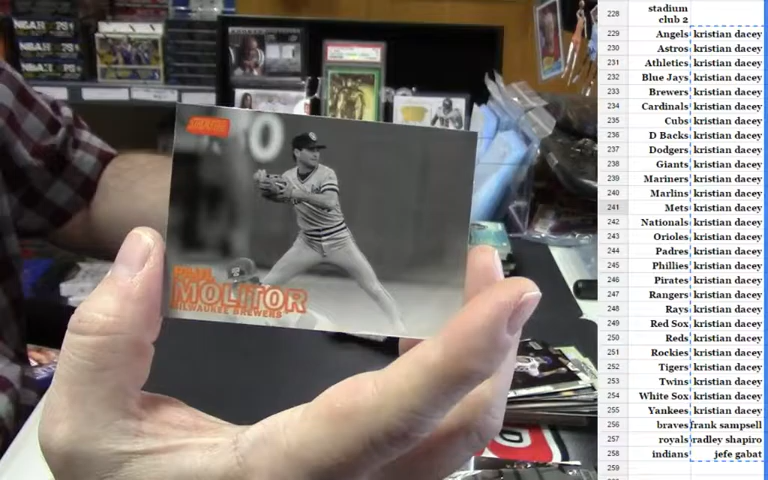 228 stadium club 2
229 Angels kristian dacey
230 Astros kristian dacey
231 Athletics kristian dacey
232 Blue Jays kristian dacey
233 Brewers kristian dacey
234 Cardinals kristian dacey
235 Cubs kristian dacey
236 D Backs kristian dacey
237 Dodgers kristian dacey
238 Giants kristian dacey
239 Mariners kristian dacey
240 Marlins kristian dacey
241 Mets kristian dacey
242 Nationals kristian dacey
243 Orioles kristian dacey
244 Padres kristian dacey
245 Phillies kristian dacey
246 Pirates kristian dacey
247 Rangers kristian dacey
248 Rays kristian dacey
249 Red Sox kristian dacey
250 Reds kristian dacey
251 Rockies kristian dacey
252 Tigers kristian dacey
253 Twins kristian dacey
254 White Sox kristian dacey
255 Yankees kristian dacey
256 braves frank sampsell
257 royals radley shapiro
258 indians jefe gabat
259
PAUL
MOLITOR
MILWAUKEE BREWERS